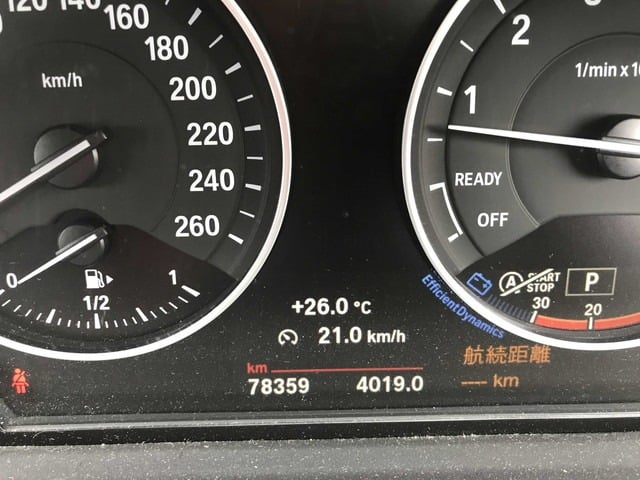 120
140
160
180
200
220
240
260
km/h
0
1/2
1
+26.0 °C
21.0 km/h
km
78359 4019.0
1
2
1/min x10
READY
OFF
A START
STOP
P
30
20
EfficientDynamics
航続距離
---- km